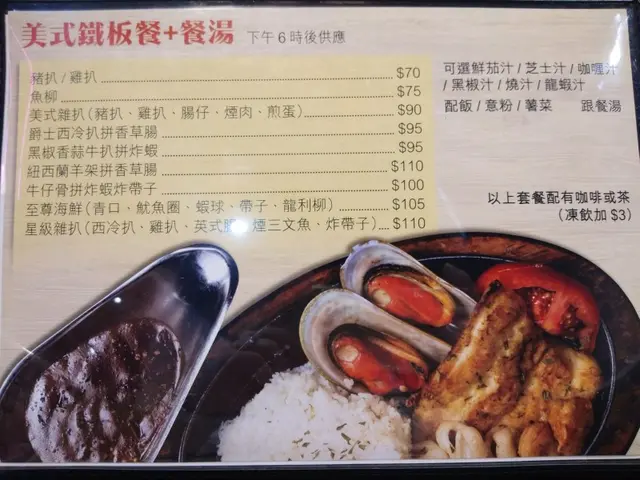 美式鐵板餐+餐湯 下午6時後供應
豬扒/雞扒 $70
魚柳 $75
美式雜扒(豬扒、雞扒、腸仔、煙肉、煎蛋) $90
爵士西冷扒拼香草腸 $95
黑椒香蒜牛扒拼炸蝦 $95
紐西蘭羊架拼香草腸 $110
牛仔骨拼炸蝦炸帶子 $100
至尊海鮮(青口、魷魚圈、蝦球、帶子、龍利柳) $105
星級雜扒(西冷扒、雞扒、英式腸、煙三文魚、炸帶子) $110
可選鮮茄汁/芝士汁/咖喱汁
/黑椒汁/燒汁/龍蝦汁
配飯/意粉/薯菜 跟餐湯
以上套餐配有咖啡或茶
(凍飲加$3)